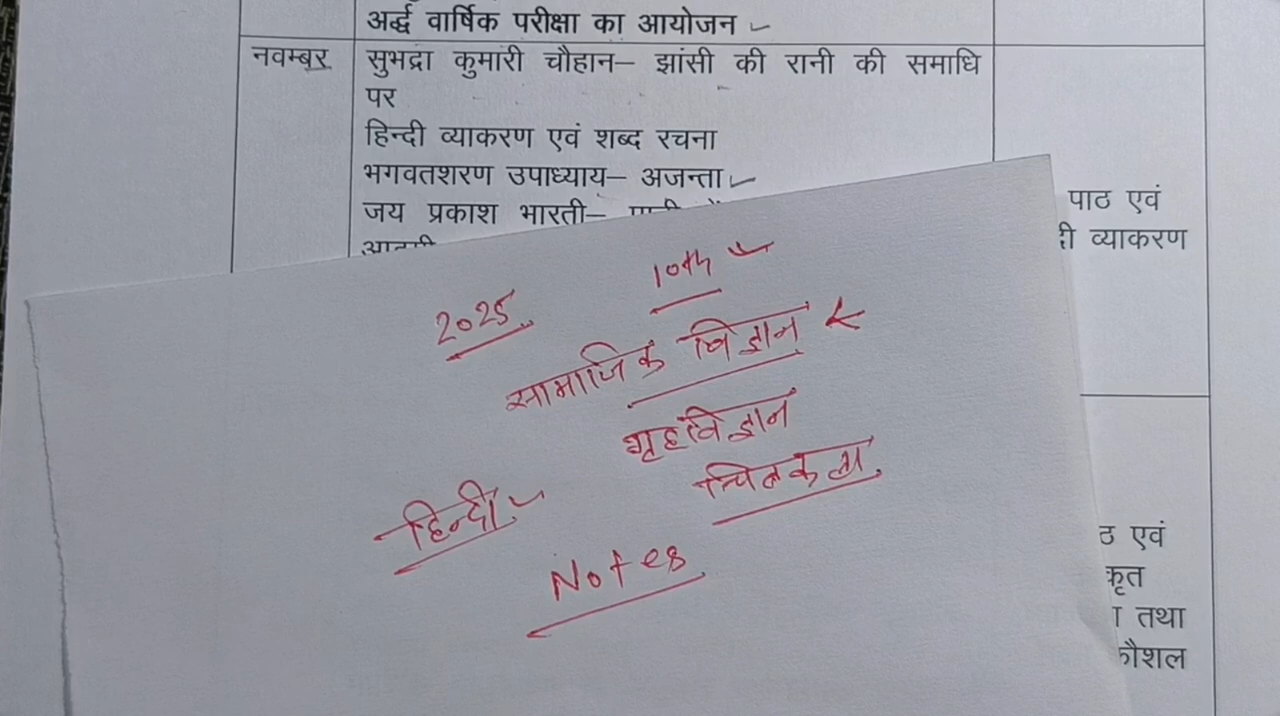 अर्द्ध वार्षिक परीक्षा का आयोजन
नवम्बर
सुभद्रा कुमारी चौहान– झांसी की रानी की समाधि
पर
हिन्दी व्याकरण एवं शब्द रचना
भगवतशरण उपाध्याय– अजन्ता
जय प्रकाश भारती–
पाठ एवं
व्याकरण
2025
10th
सामाजिक विज्ञान
गृहविज्ञान
चित्रकला
हिन्दी
Notes
एवं
तथा